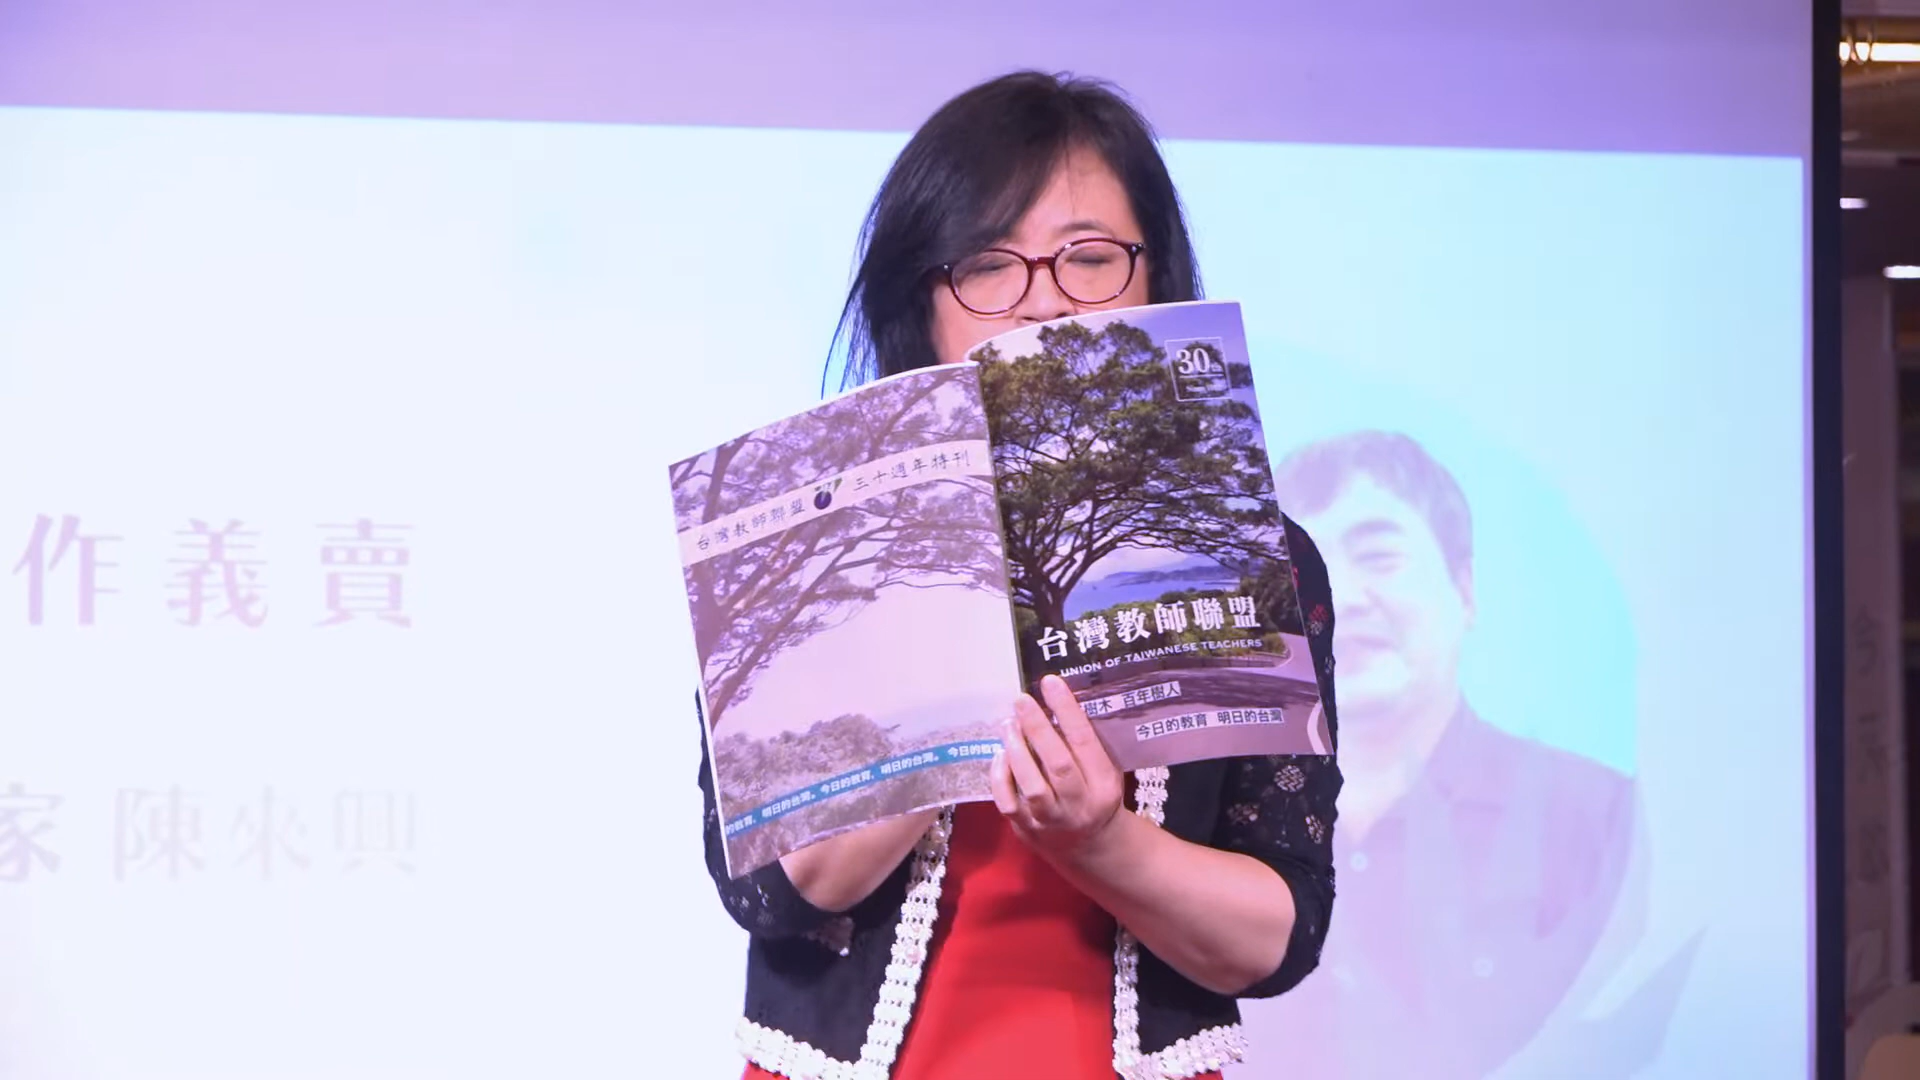 作義賣
家 陳來興
台灣教師聯盟 三十週年特刊
的教育，明日的台灣。今日的教育，明日的台灣。今日的教育
30th
台灣教師聯盟
UNION OF TAIWANESE TEACHERS
樹木 百年樹人
今日的教育 明日的台灣